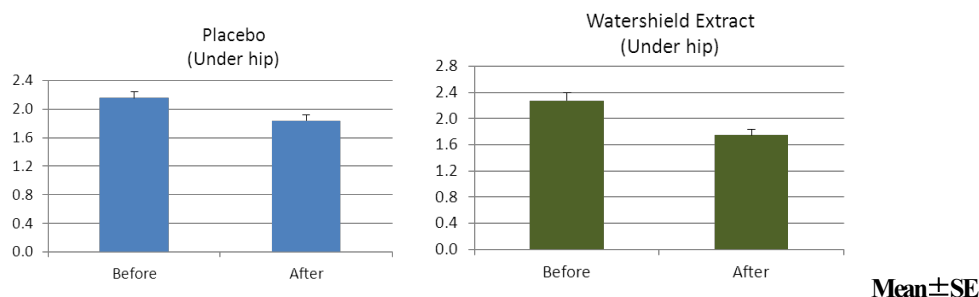 Placebo
(Under hip)
2.4
2.0
1.6
1.2
0.8
0.4
0.0
Before After
Watershield Extract
(Under hip)
2.8
2.4
2.0
1.6
1.2
0.8
0.4
0.0
Before After
Mean±SE